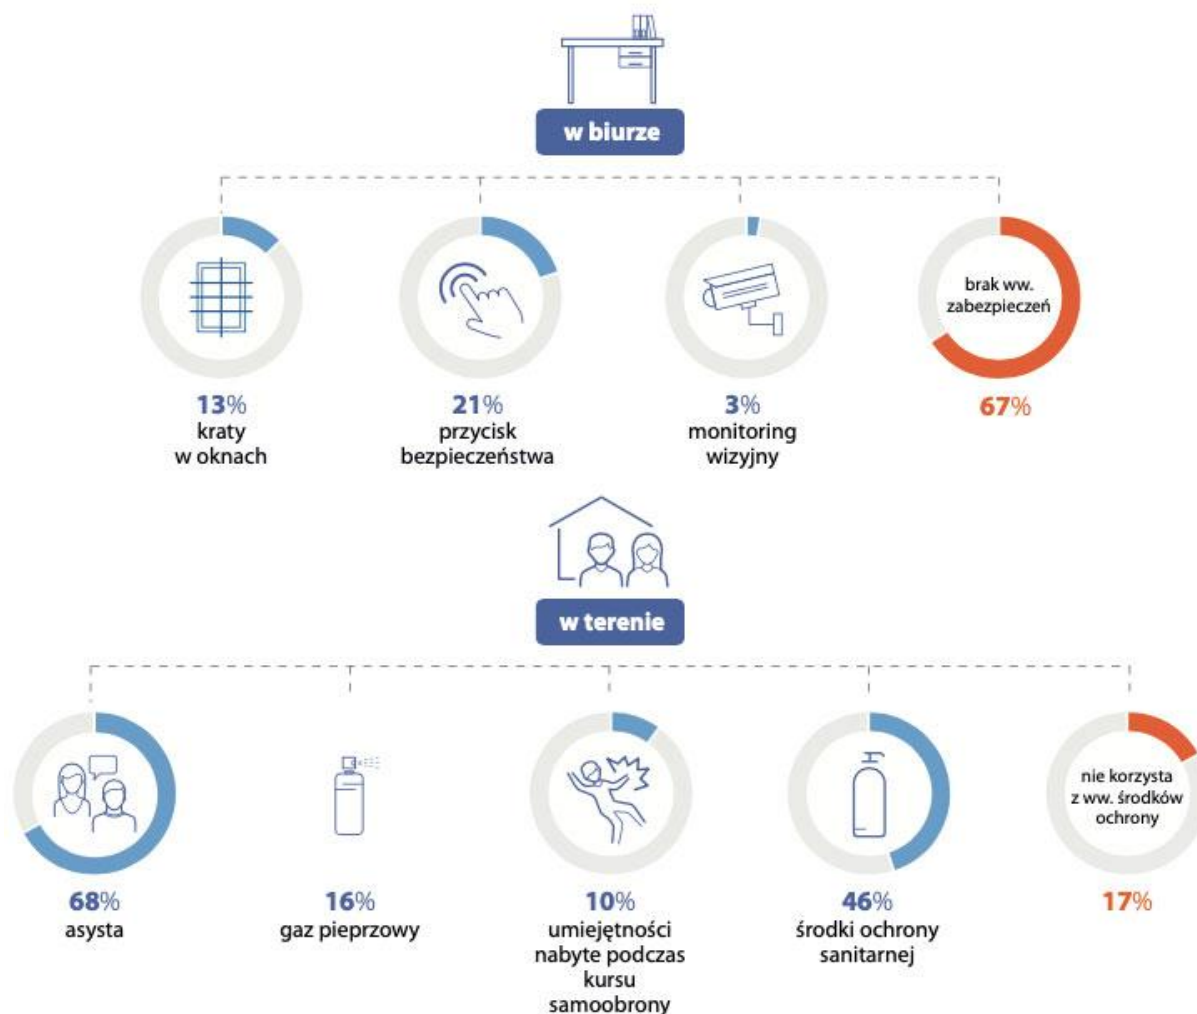 w biurze
brak ww.
zabezpieczeń
13%
kraty
w oknach
21%
przycisk
bezpieczeństwa
3%
monitoring
wizyjny
67%
w terenie
nie korzysta
z ww. środków
ochrony
68%
asysta
16%
gaz pieprzowy
10%
umiejętności
nabyte podczas
kursu
samoobrony
46%
środki ochrony
sanitarnej
17%